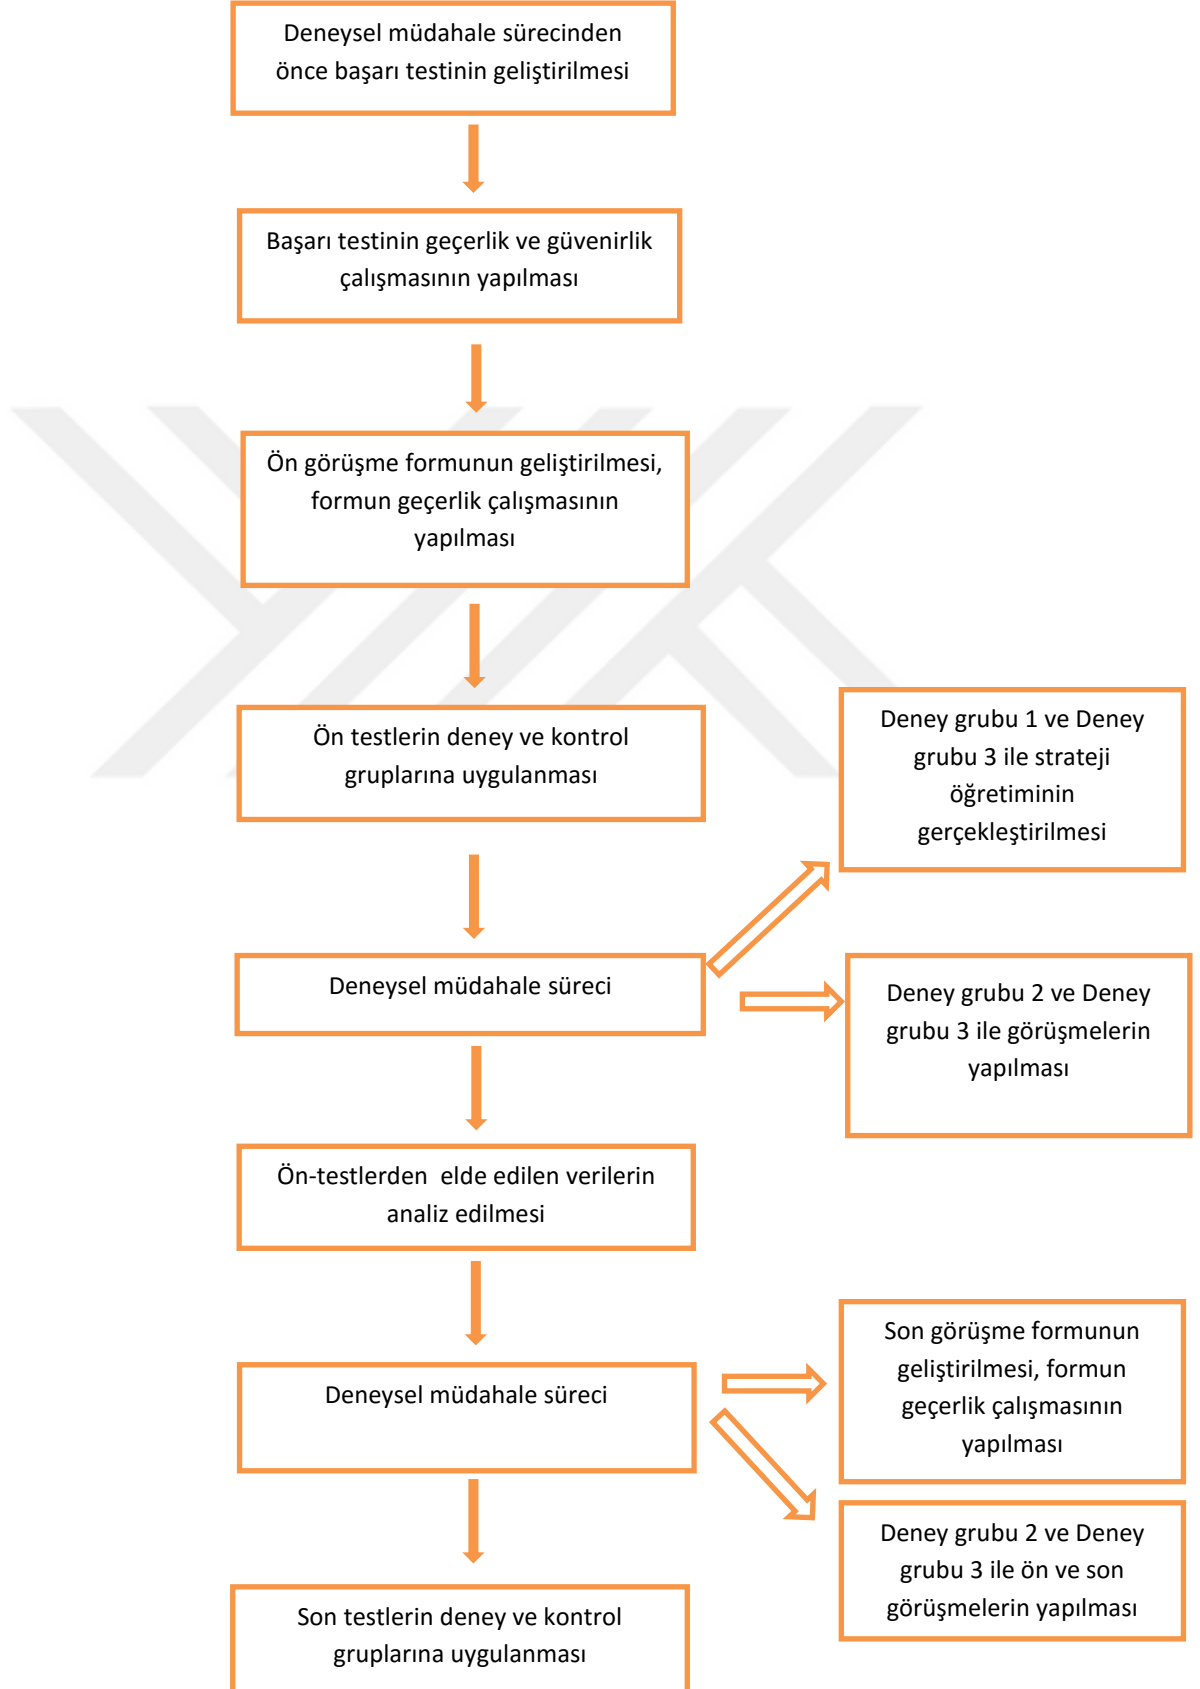 Deneysel müdahale sürecinden
önce başarı testinin geliştirilmesi
Başarı testinin geçerlik ve güvenirlik
çalışmasının yapılması
Ön görüşme formunun geliştirilmesi,
formun geçerlik çalışmasının
yapılması
Ön testlerin deney ve kontrol
gruplarına uygulanması
Deney grubu 1 ve Deney
grubu 3 ile strateji
öğretiminin
gerçekleştirilmesi
Deneysel müdahale süreci
Deney grubu 2 ve Deney
grubu 3 ile görüşmelerin
yapılması
Ön-testlerden elde edilen verilerin
analiz edilmesi
Deneysel müdahale süreci
Son görüşme formunun
geliştirilmesi, formun
geçerlik çalışmasının
yapılması
Deney grubu 2 ve Deney
grubu 3 ile ön ve son
görüşmelerin yapılması
Son testlerin deney ve kontrol
gruplarına uygulanması